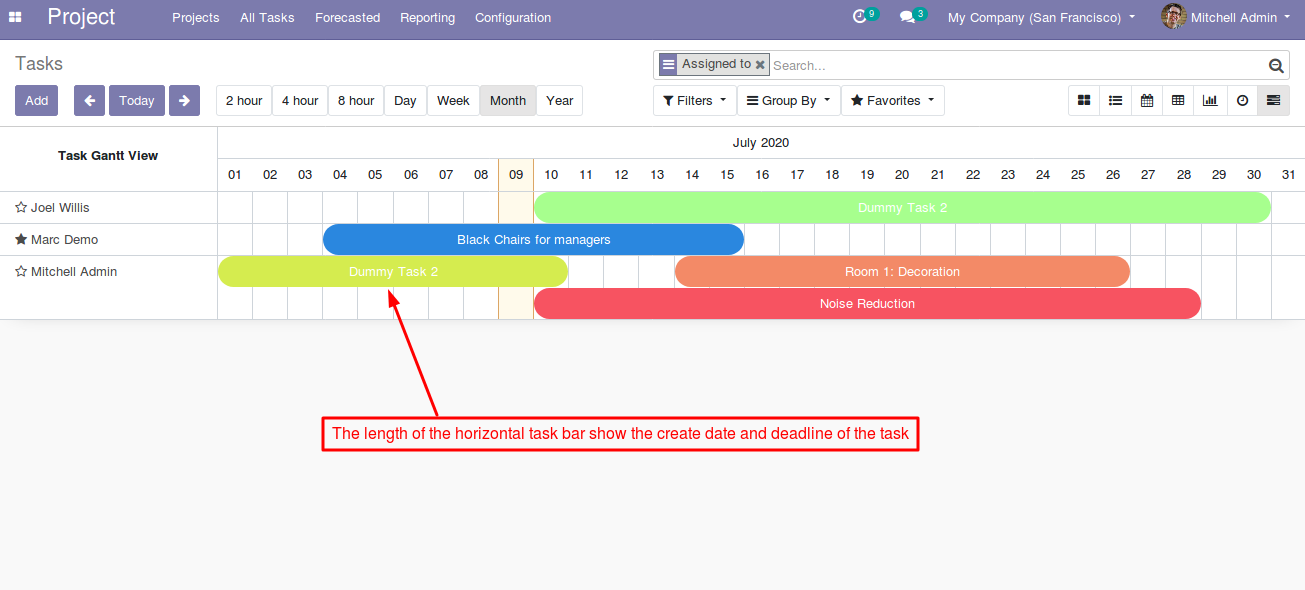 Project Projects All Tasks Forecasted Reporting Configuration 9 3 My Company (San Francisco) Mitchell Admin
Tasks Assigned to Search...
Add Today 2 hour 4 hour 8 hour Day Week Month Year Filters Group By Favorites
July 2020
Task Gantt View
01 02 03 04 05 06 07 08 09 10 11 12 13 14 15 16 17 18 19 20 21 22 23 24 25 26 27 28 29 30 31
Joel Willis Dummy Task 2
Marc Demo Black Chairs for managers
Mitchell Admin Dummy Task 2 Room 1: Decoration
Noise Reduction
The length of the horizontal task bar show the create date and deadline of the task